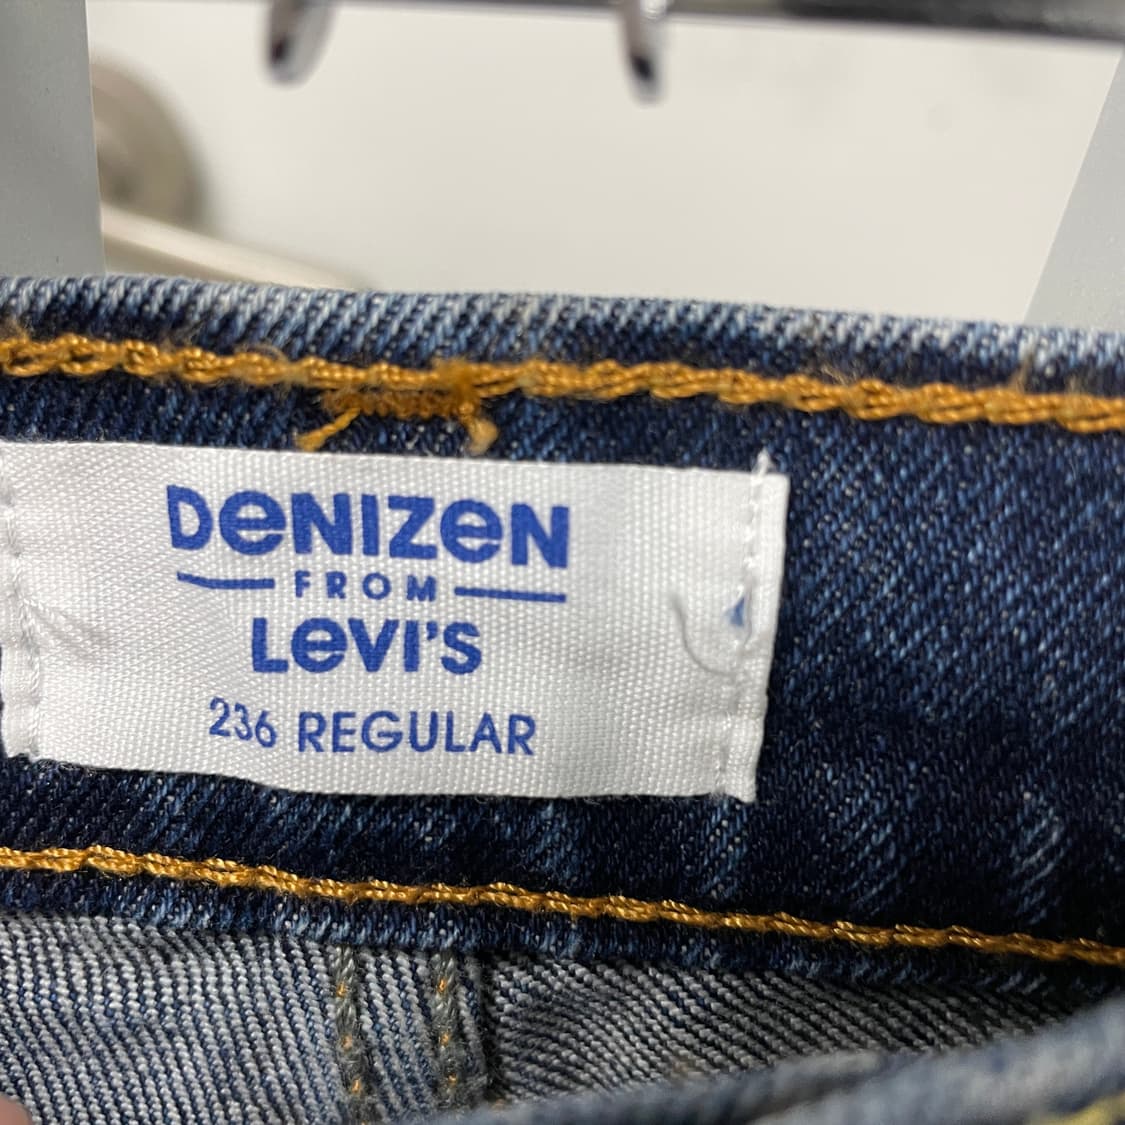 DeNIZeN
FROM
LeVI'S
236 REGULAR